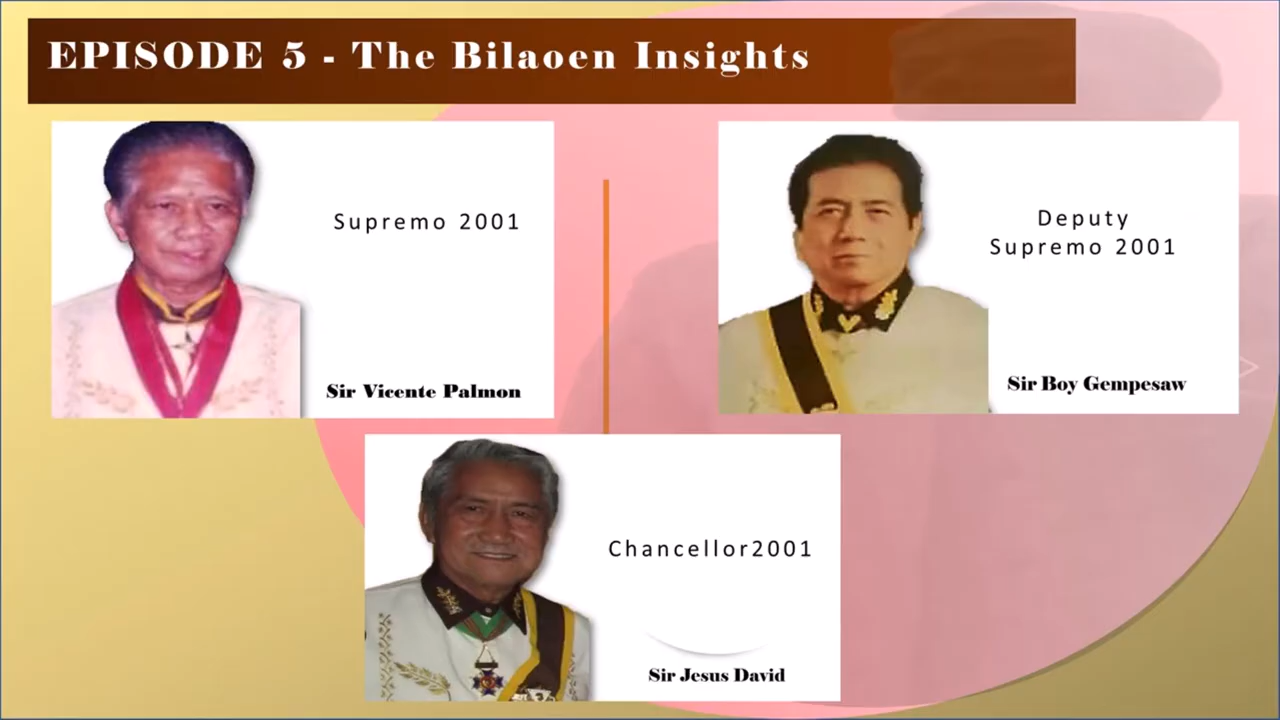 EPISODE 5 - The Bilaoen Insights
Supremo 2001
Sir Vicente Palmon
Deputy
Supremo 2001
Sir Boy Gempesaw
Chancellor2001
Sir Jesus David